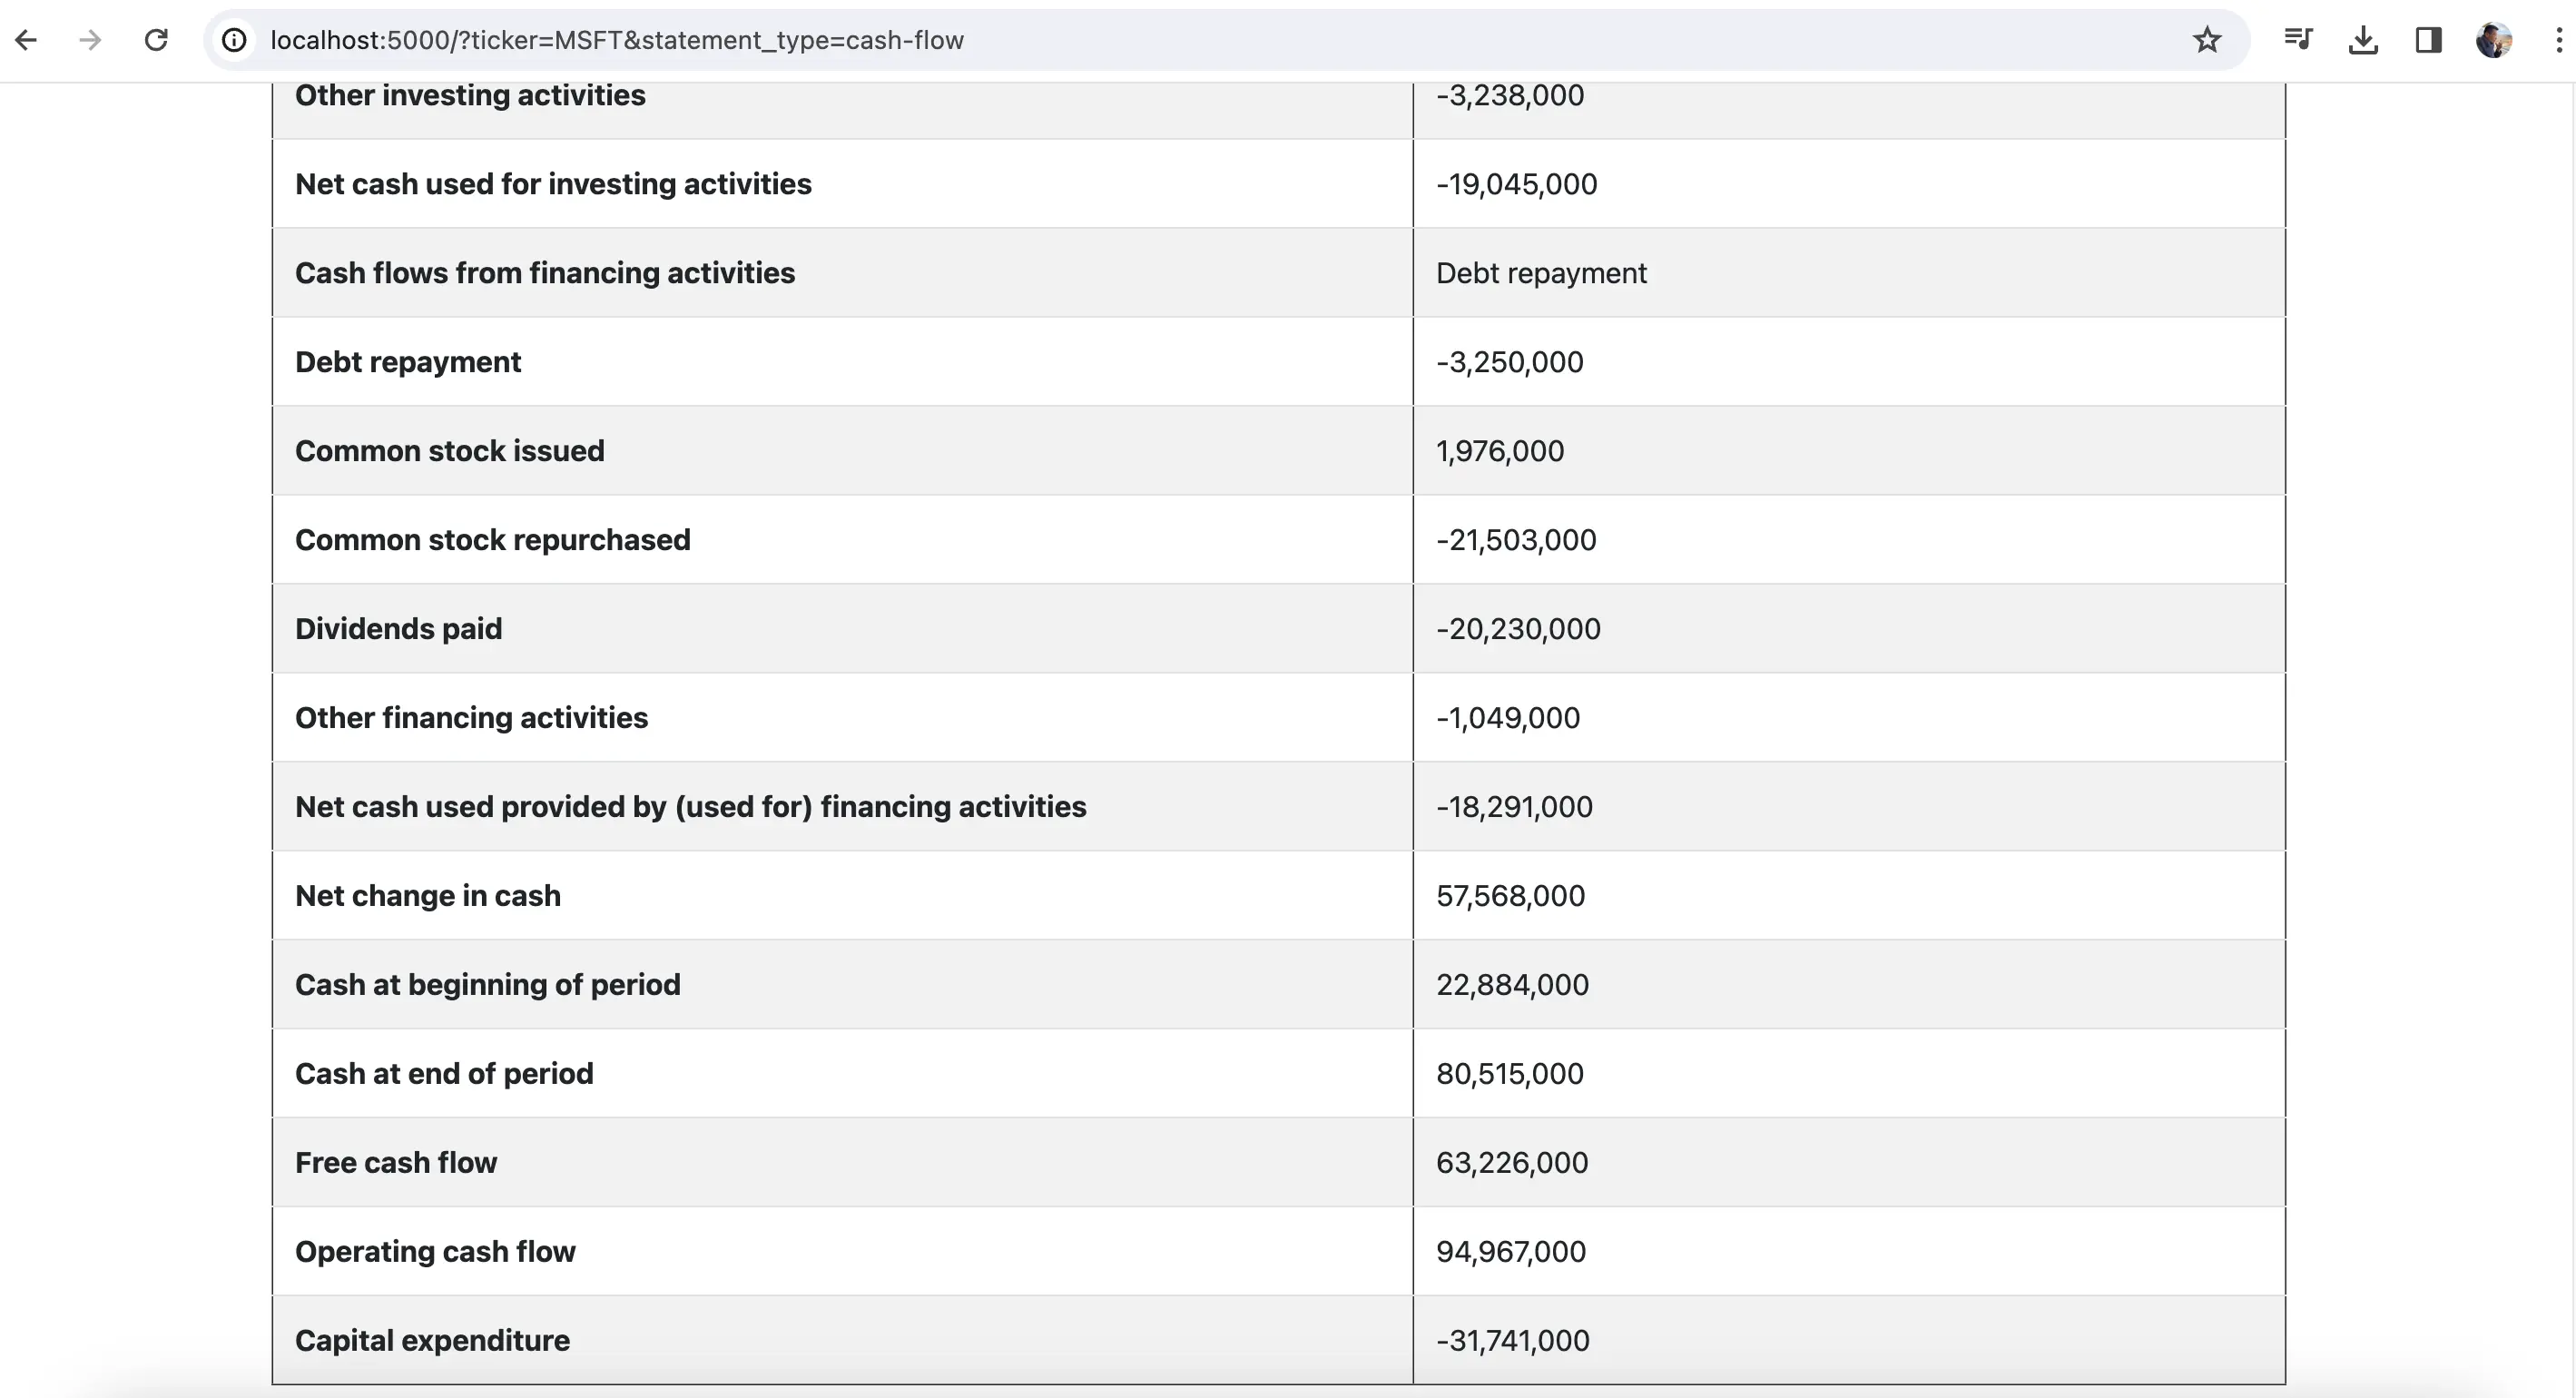 localhost:5000/?ticker=MSFT&statement_type=cash-flow
Other investing activities -3,238,000
Net cash used for investing activities -19,045,000
Cash flows from financing activities Debt repayment
Debt repayment -3,250,000
Common stock issued 1,976,000
Common stock repurchased -21,503,000
Dividends paid -20,230,000
Other financing activities -1,049,000
Net cash used provided by (used for) financing activities -18,291,000
Net change in cash 57,568,000
Cash at beginning of period 22,884,000
Cash at end of period 80,515,000
Free cash flow 63,226,000
Operating cash flow 94,967,000
Capital expenditure -31,741,000